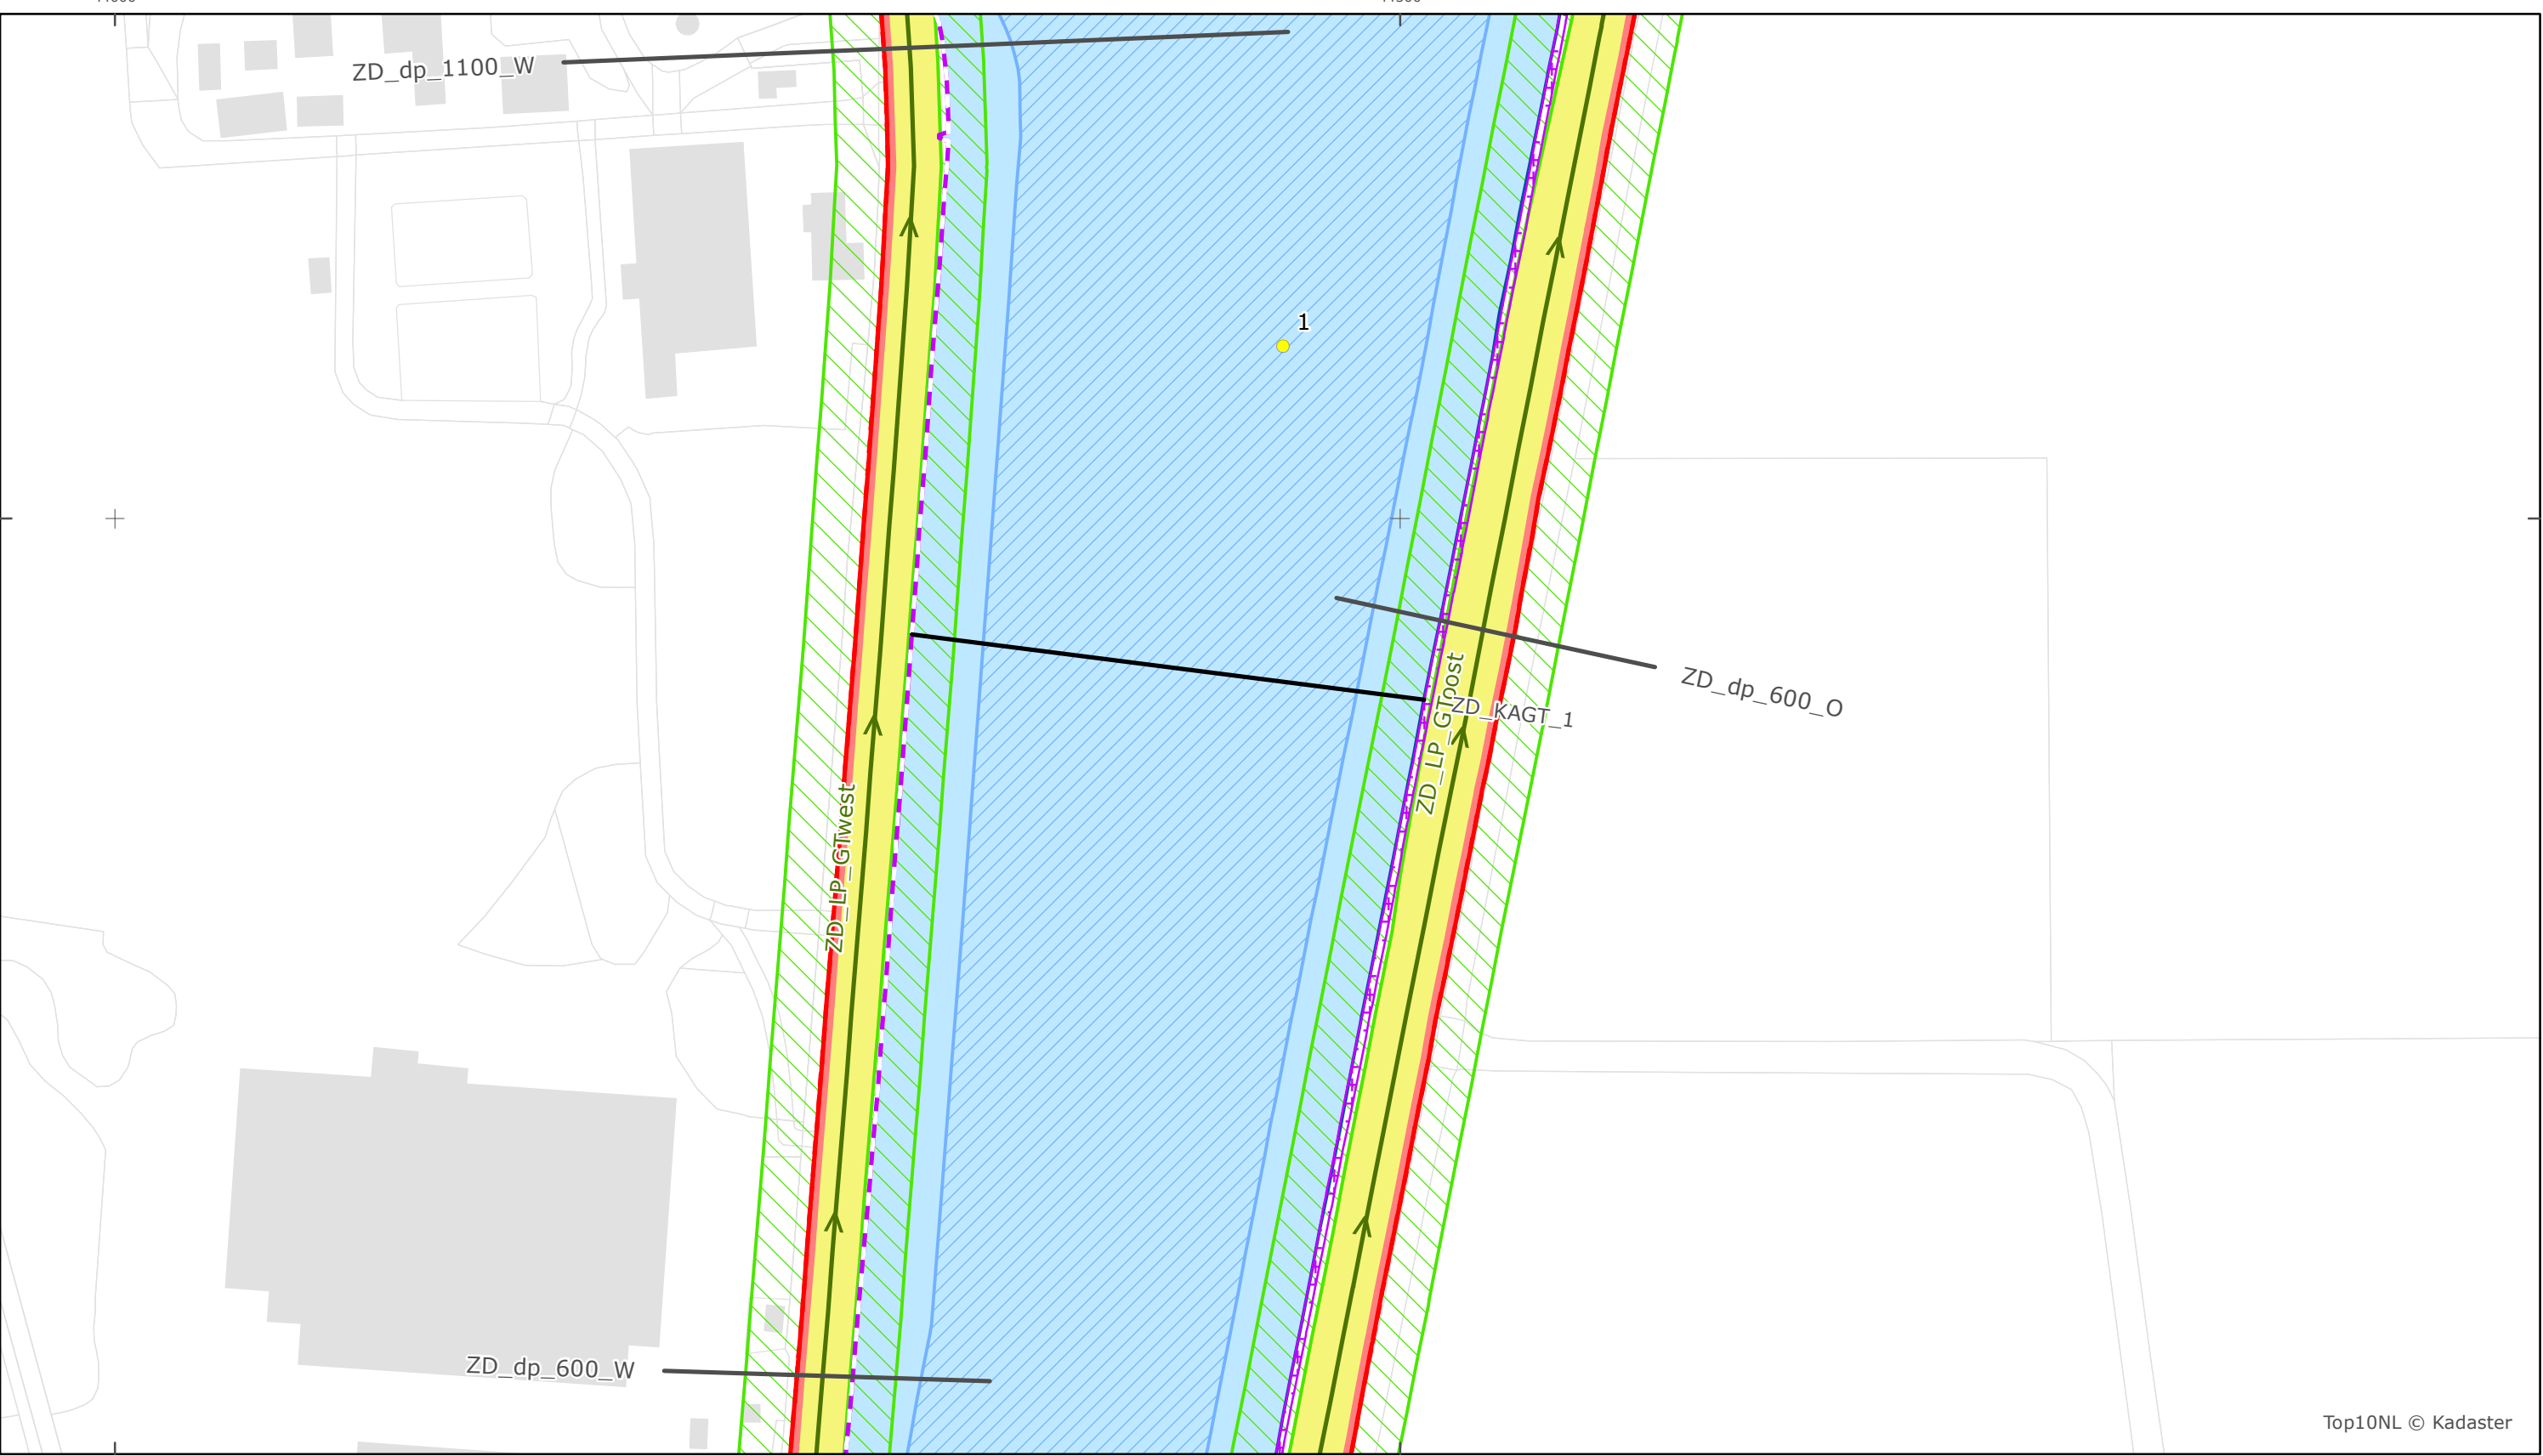 ZD_dp_1100_W
1
ZD_dp_600_O
ZD_KAGT_1
ZD_LP_GToost
ZD_LP_GTwest
ZD_dp_600_W
Top10NL © Kadaster